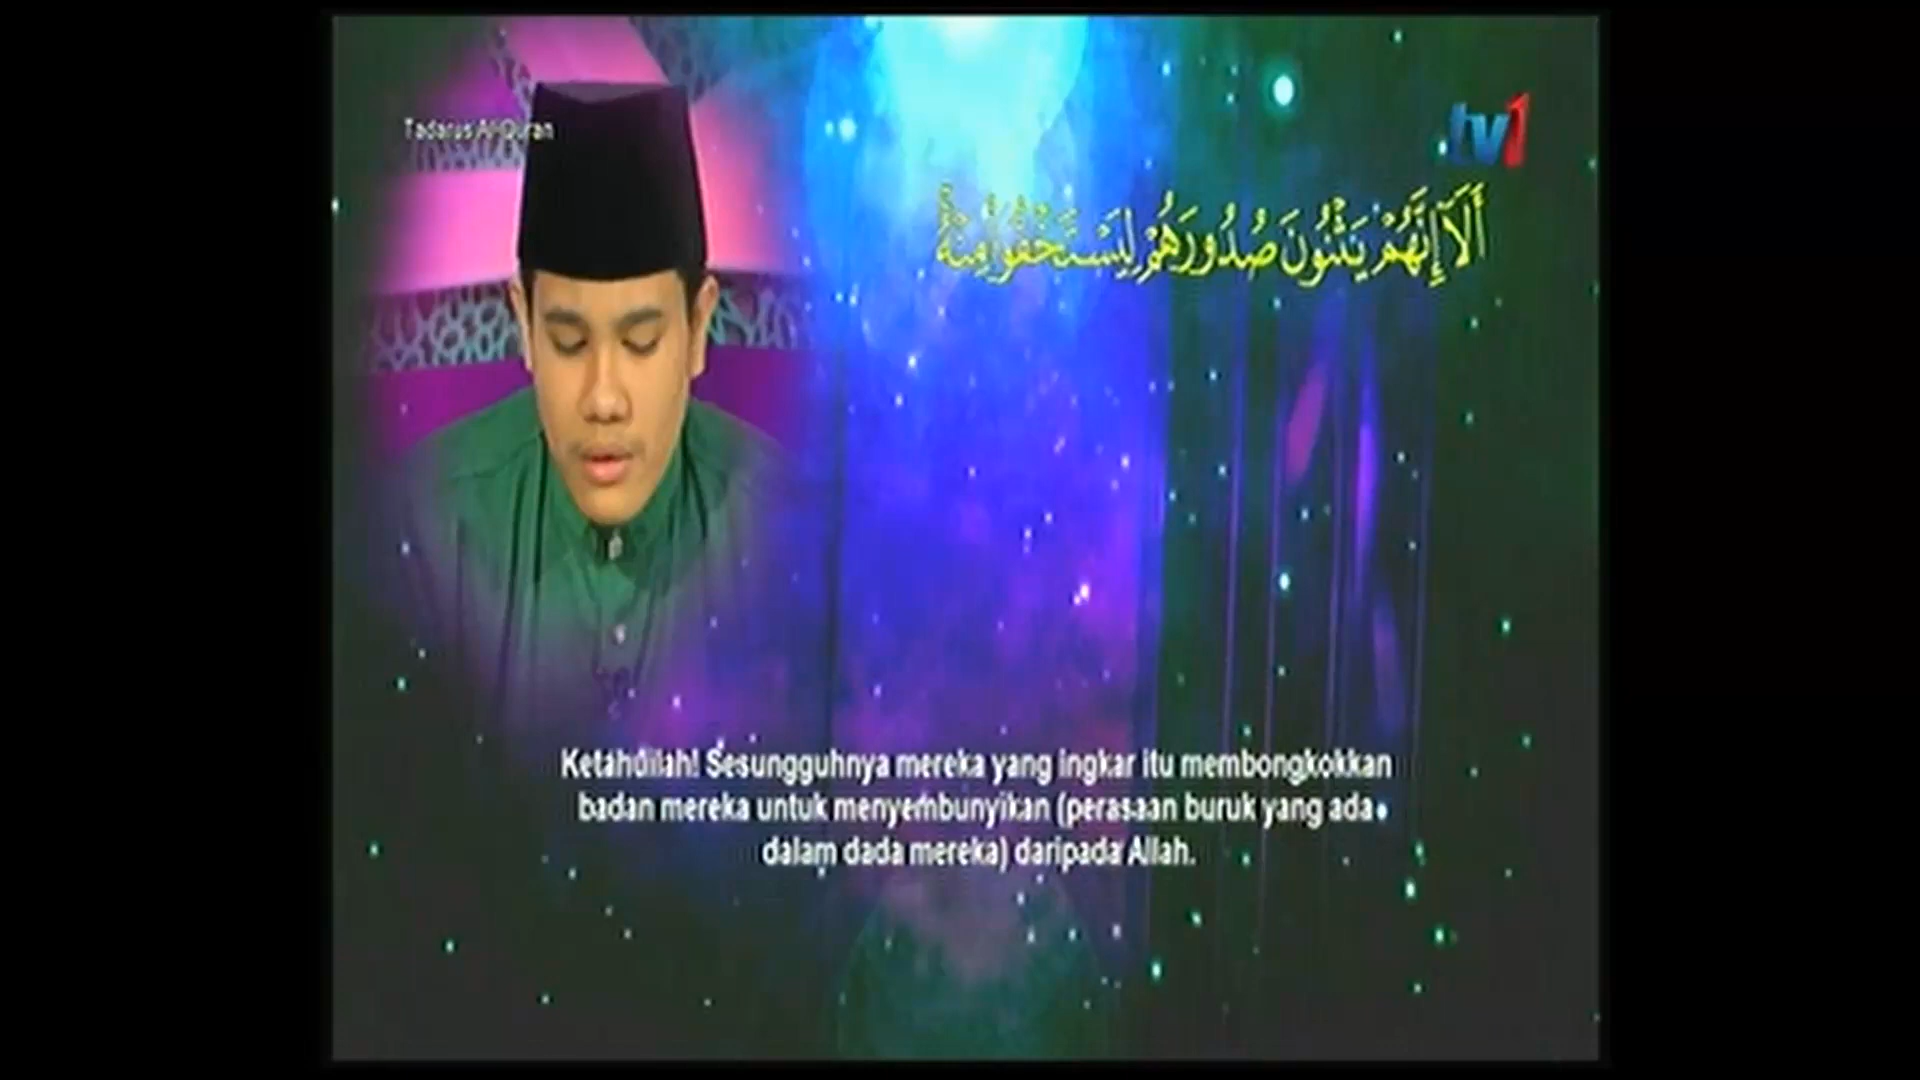 Tadarus Al-Quran
tv1
أَلَآ إِنَّهُمْ يَثْنُونَ صُدُورَهُمْ لِيَسْتَخْفُوا۟ مِنْهُ
Ketahuilah! Sesungguhnya mereka yang ingkar itu membongkokkan
badan mereka untuk menyembunyikan (perasaan buruk yang ada
dalam dada mereka) daripada Allah.